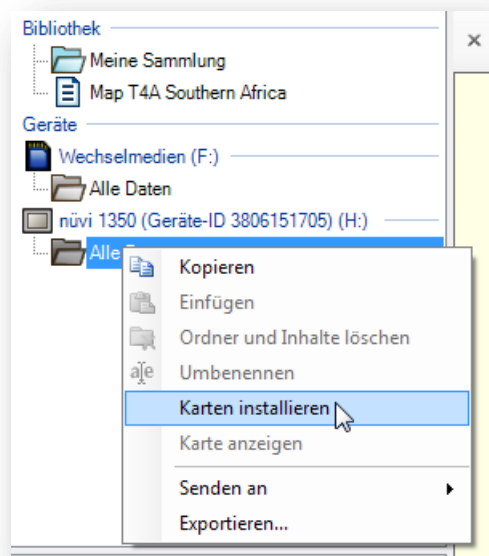 Bibliothek
Meine Sammlung
Map T4A Southern Africa
Geräte
Wechselmedien (F:)
Alle Daten
nüvi 1350 (Geräte-ID 3806151705) (H:)
Alle
Kopieren
Einfügen
Ordner und Inhalte löschen
Umbenennen
Karten installieren
Karte anzeigen
Senden an
Exportieren...